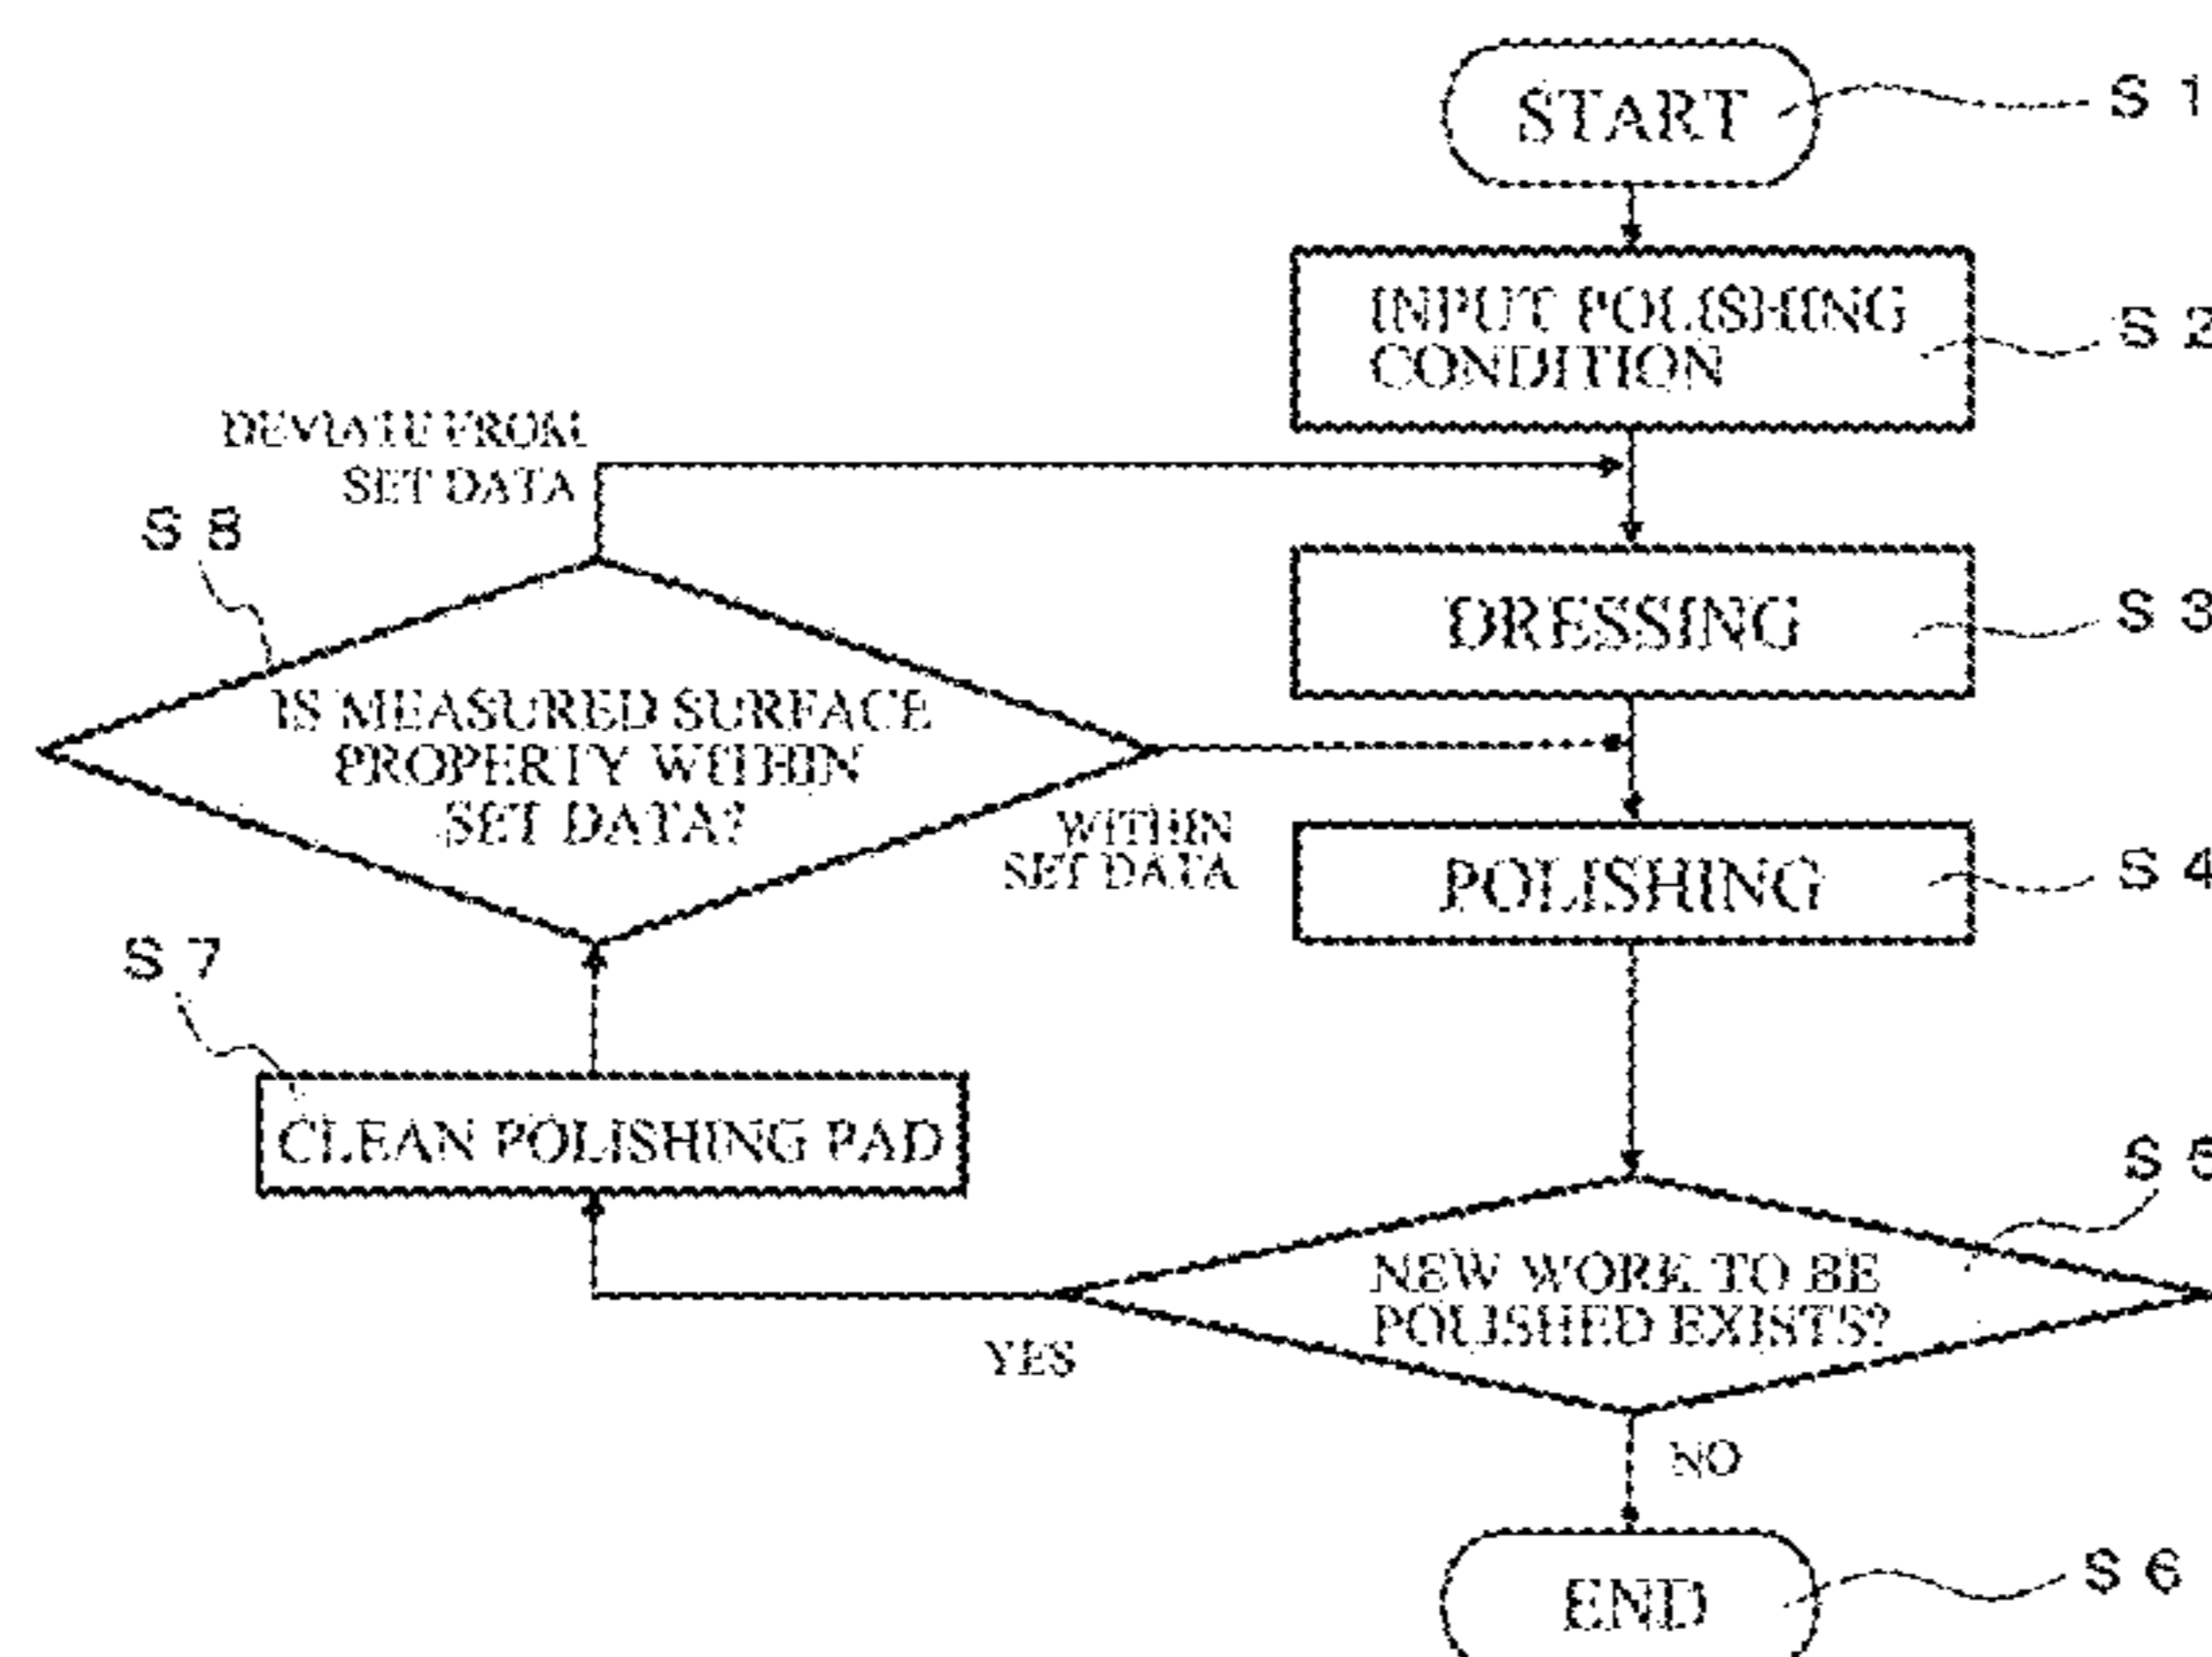 START
S 1
INPUT POLISHING
CONDITION
S 2
DEVIATE FROM
SET DATA
S 8
DRESSING
S 3
IS MEASURED SURFACE
PROPERTY WITHIN
SET DATA?
WITHIN
SET DATA
POLISHING
S 4
S 7
CLEAN POLISHING PAD
S 5
NEW WORK TO BE
POLISHED EXISTS?
YES
NO
END
S 6